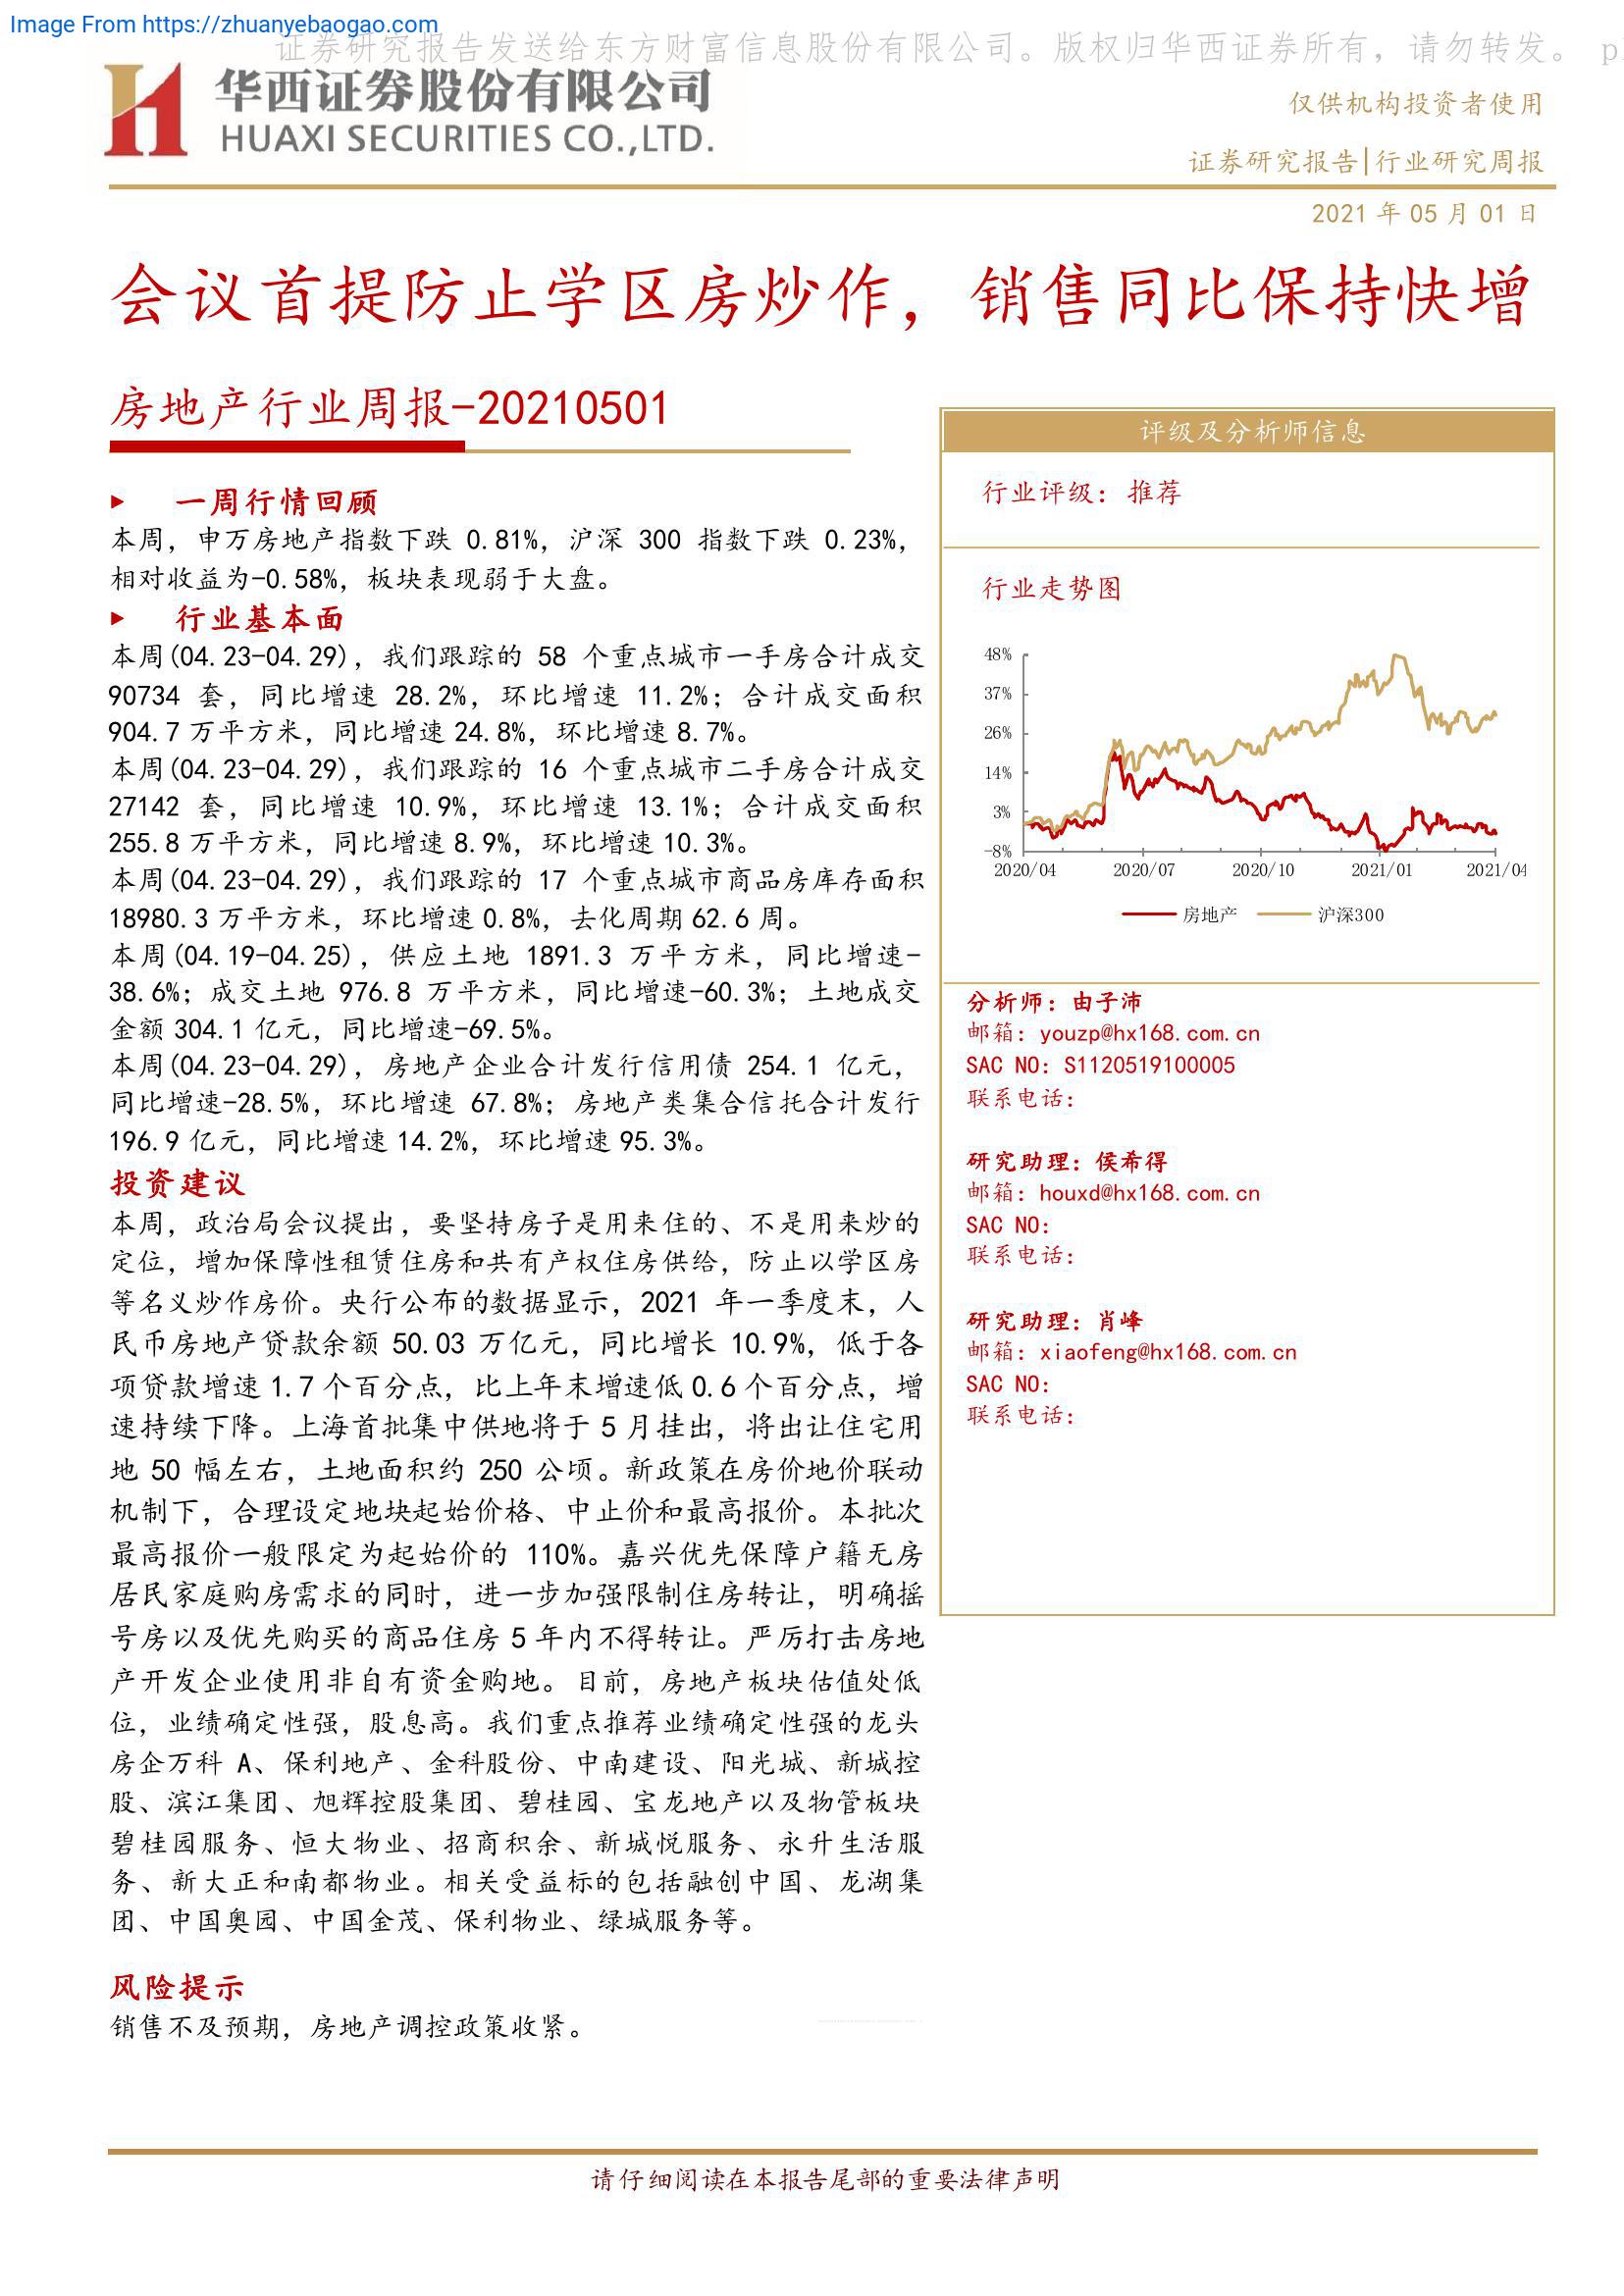 Image From https://zhuanyebaogao.com
证券研究报告发送给东方财富信息股份有限公司。版权归华西证券所有，请勿转发。 p
华西证券股份有限公司
HUAXI SECURITIES CO.,LTD.
仅供机构投资者使用
证券研究报告|行业研究周报
2021 年 05 月 01 日
会议首提防止学区房炒作，销售同比保持快增
房地产行业周报-20210501
一周行情回顾
本周，申万房地产指数下跌 0.81%，沪深 300 指数下跌 0.23%，
相对收益为-0.58%，板块表现弱于大盘。
行业基本面
本周(04.23-04.29)，我们跟踪的 58 个重点城市一手房合计成交
90734 套，同比增速 28.2%，环比增速 11.2%；合计成交面积
904.7 万平方米，同比增速 24.8%，环比增速 8.7%。
本周(04.23-04.29)，我们跟踪的 16 个重点城市二手房合计成交
27142 套，同比增速 10.9%，环比增速 13.1%；合计成交面积
255.8 万平方米，同比增速 8.9%，环比增速 10.3%。
本周(04.23-04.29)，我们跟踪的 17 个重点城市商品房库存面积
18980.3 万平方米，环比增速 0.8%，去化周期 62.6 周。
本周(04.19-04.25)，供应土地 1891.3 万平方米，同比增速-
38.6%；成交土地 976.8 万平方米，同比增速-60.3%；土地成交
金额 304.1 亿元，同比增速-69.5%。
本周(04.23-04.29)，房地产企业合计发行信用债 254.1 亿元，
同比增速-28.5%，环比增速 67.8%；房地产类集合信托合计发行
196.9 亿元，同比增速 14.2%，环比增速 95.3%。
投资建议
本周，政治局会议提出，要坚持房子是用来住的、不是用来炒的
定位，增加保障性租赁住房和共有产权住房供给，防止以学区房
等名义炒作房价。央行公布的数据显示，2021 年一季度末，人
民币房地产贷款余额 50.03 万亿元，同比增长 10.9%，低于各
项贷款增速 1.7 个百分点，比上年末增速低 0.6 个百分点，增
速持续下降。上海首批集中供地将于 5 月挂出，将出让住宅用
地 50 幅左右，土地面积约 250 公顷。新政策在房价地价联动
机制下，合理设定地块起始价格、中止价和最高报价。本批次
最高报价一般限定为起始价的 110%。嘉兴优先保障户籍无房
居民家庭购房需求的同时，进一步加强限制住房转让，明确摇
号房以及优先购买的商品住房 5 年内不得转让。严厉打击房地
产开发企业使用非自有资金购地。目前，房地产板块估值处低
位，业绩确定性强，股息高。我们重点推荐业绩确定性强的龙头
房企万科 A、保利地产、金科股份、中南建设、阳光城、新城控
股、滨江集团、旭辉控股集团、碧桂园、宝龙地产以及物管板块
碧桂园服务、恒大物业、招商积余、新城悦服务、永升生活服
务、新大正和南都物业。相关受益标的包括融创中国、龙湖集
团、中国奥园、中国金茂、保利物业、绿城服务等。
风险提示
销售不及预期，房地产调控政策收紧。
评级及分析师信息
行业评级：推荐
行业走势图
48%
37%
26%
14%
3%
-8%
2020/04 2020/07 2020/10 2021/01 2021/04
房地产 沪深300
分析师：由子沛
邮箱：youzp@hx168.com.cn
SAC NO：S1120519100005
联系电话：
研究助理：侯希得
邮箱：houxd@hx168.com.cn
SAC NO：
联系电话：
研究助理：肖峰
邮箱：xiaofeng@hx168.com.cn
SAC NO：
联系电话：
请仔细阅读在本报告尾部的重要法律声明